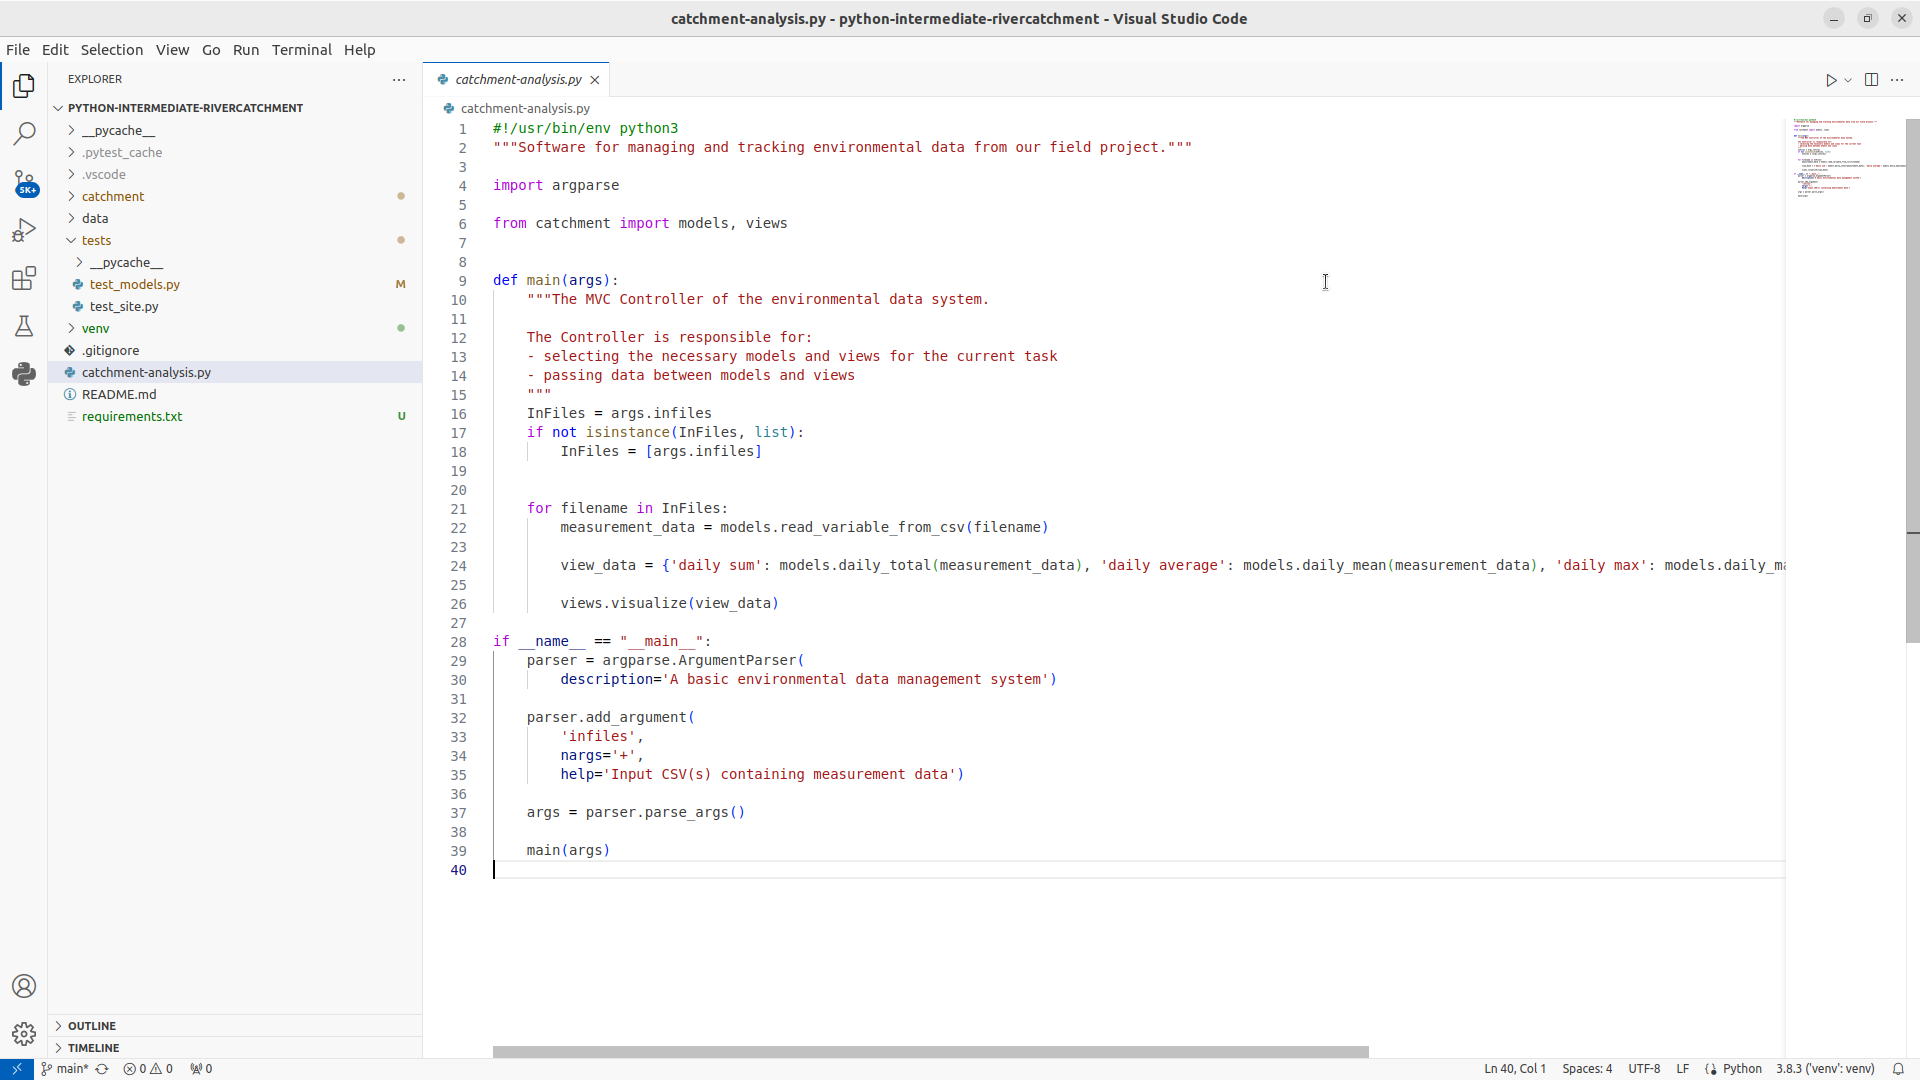 catchment-analysis.py - python-intermediate-rivercatchment - Visual Studio Code
File Edit Selection View Go Run Terminal Help
EXPLORER
PYTHON-INTERMEDIATE-RIVERCATCHMENT
__pycache__
.pytest_cache
.vscode
catchment
data
tests
__pycache__
test_models.py M
test_site.py
venv
.gitignore
catchment-analysis.py
README.md
requirements.txt U
OUTLINE
TIMELINE
5K+
catchment-analysis.py
catchment-analysis.py
1 #!/usr/bin/env python3
2 """Software for managing and tracking environmental data from our field project."""
3
4 import argparse
5
6 from catchment import models, views
7
8
9 def main(args):
10     """The MVC Controller of the environmental data system.
11
12     The Controller is responsible for:
13     - selecting the necessary models and views for the current task
14     - passing data between models and views
15     """
16     InFiles = args.infiles
17     if not isinstance(InFiles, list):
18         InFiles = [args.infiles]
19
20
21     for filename in InFiles:
22         measurement_data = models.read_variable_from_csv(filename)
23
24         view_data = {'daily sum': models.daily_total(measurement_data), 'daily average': models.daily_mean(measurement_data), 'daily max': models.daily_ma
25
26         views.visualize(view_data)
27
28 if __name__ == "__main__":
29     parser = argparse.ArgumentParser(
30         description='A basic environmental data management system')
31
32     parser.add_argument(
33         'infiles',
34         nargs='+',
35         help='Input CSV(s) containing measurement data')
36
37     args = parser.parse_args()
38
39     main(args)
40
main* 0 0 0 Ln 40, Col 1 Spaces: 4 UTF-8 LF Python 3.8.3 ('venv': venv)